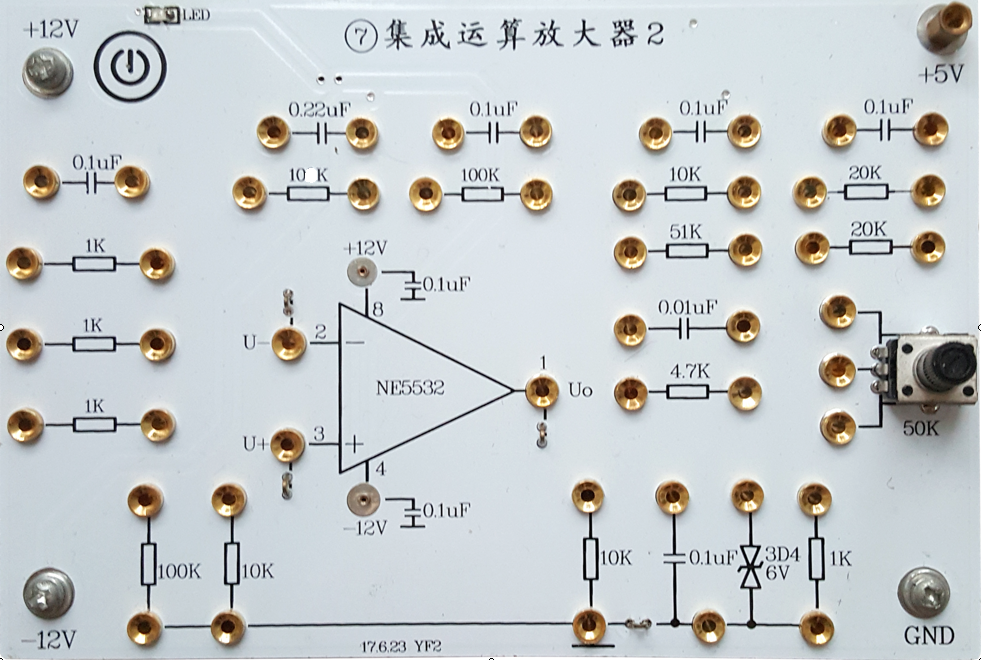 LED
+12V
⑦集成运算放大器2
+5V
0.22uF
0.1uF
0.1uF
0.1uF
0.1uF
100K
10K
20K
1K
51K
20K
+12V
0.1uF
8
0.01uF
1K
U-
2
−
NE5532
1
Uo
4.7K
1K
U+
3
+
4
50K
0.1uF
-12V
100K
10K
10K
0.1uF
3D4
6V
1K
-12V
17.6.23 YF2
GND